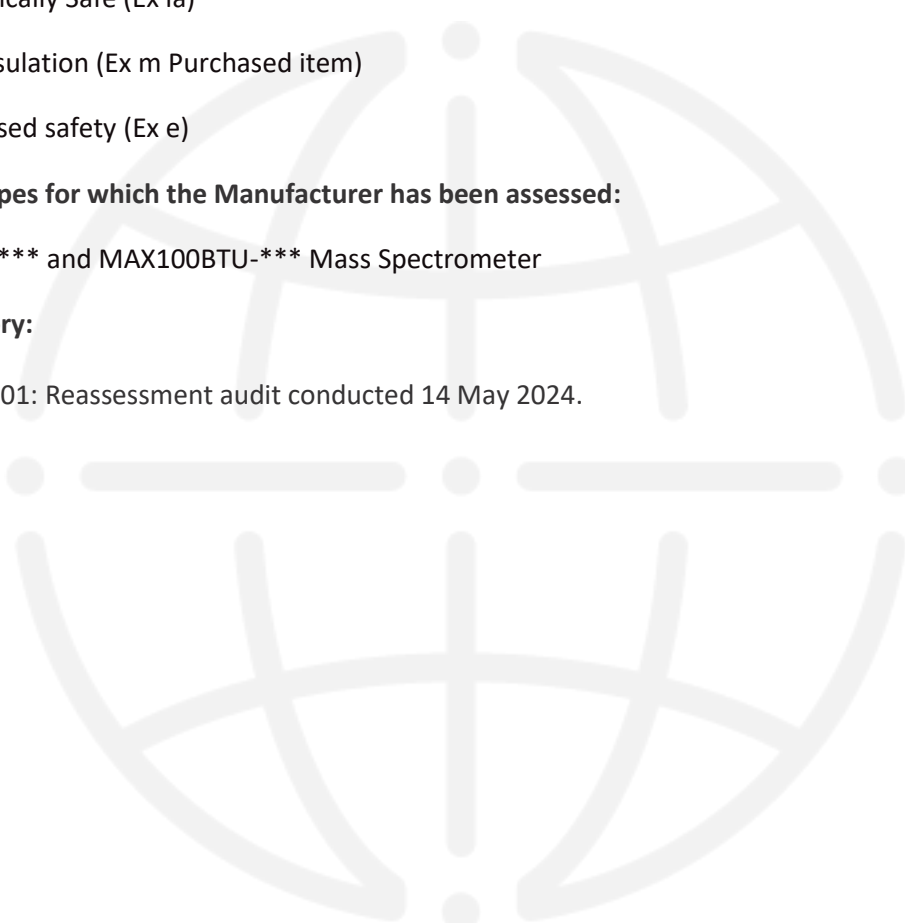 ically Safe (Ex ia)
sulation (Ex m Purchased item)
sed safety (Ex e)
pes for which the Manufacturer has been assessed:
*** and MAX100BTU-*** Mass Spectrometer
ry:
01: Reassessment audit conducted 14 May 2024.